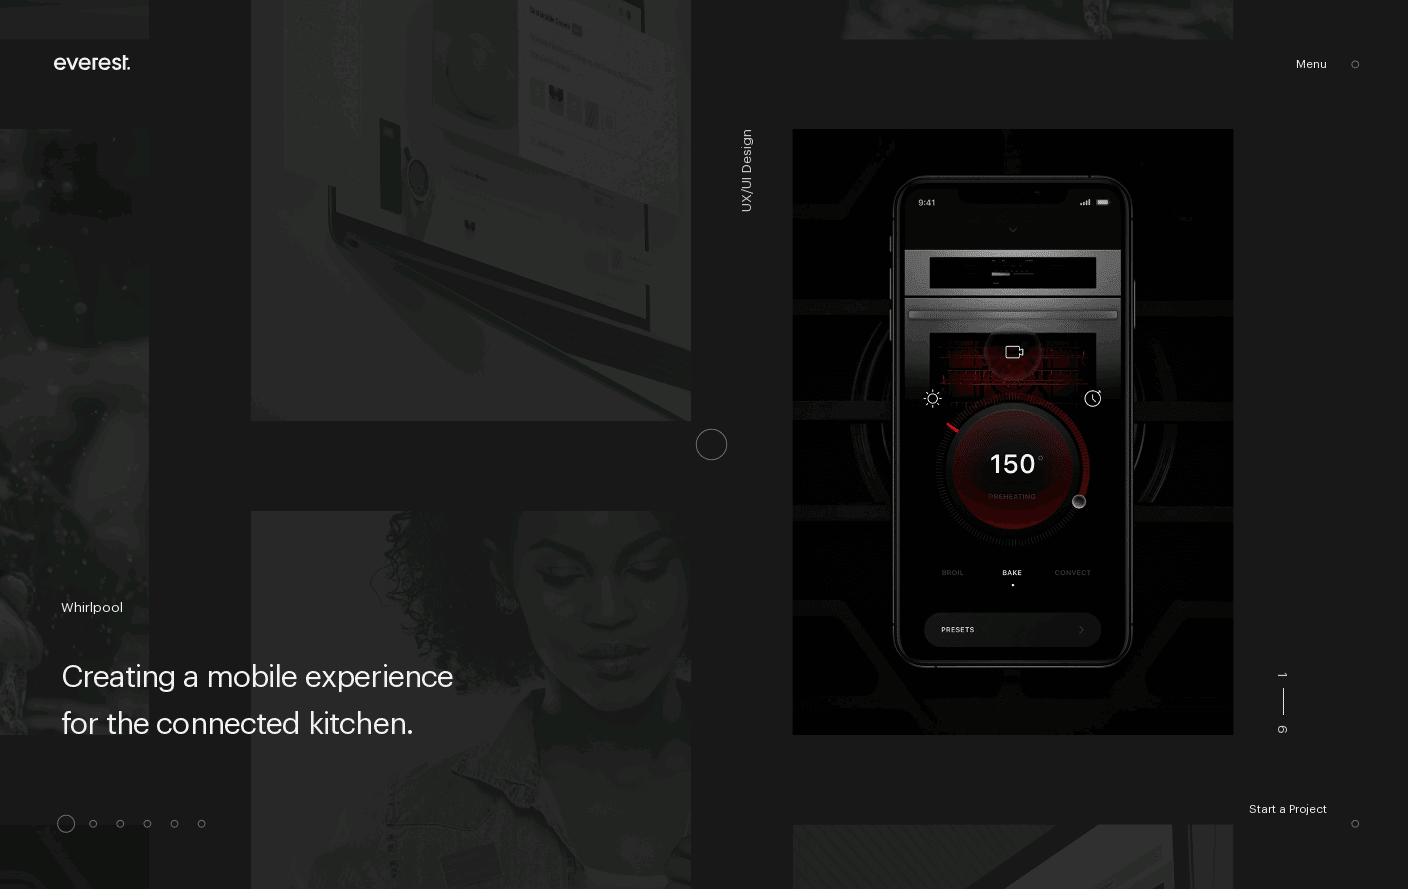 everest.
Menu
UX/UI Design
9:41
150°
PREHEATING
BROIL
BAKE
CONVECT
PRESETS
Whirlpool
Creating a mobile experience
for the connected kitchen.
1
6
Start a Project